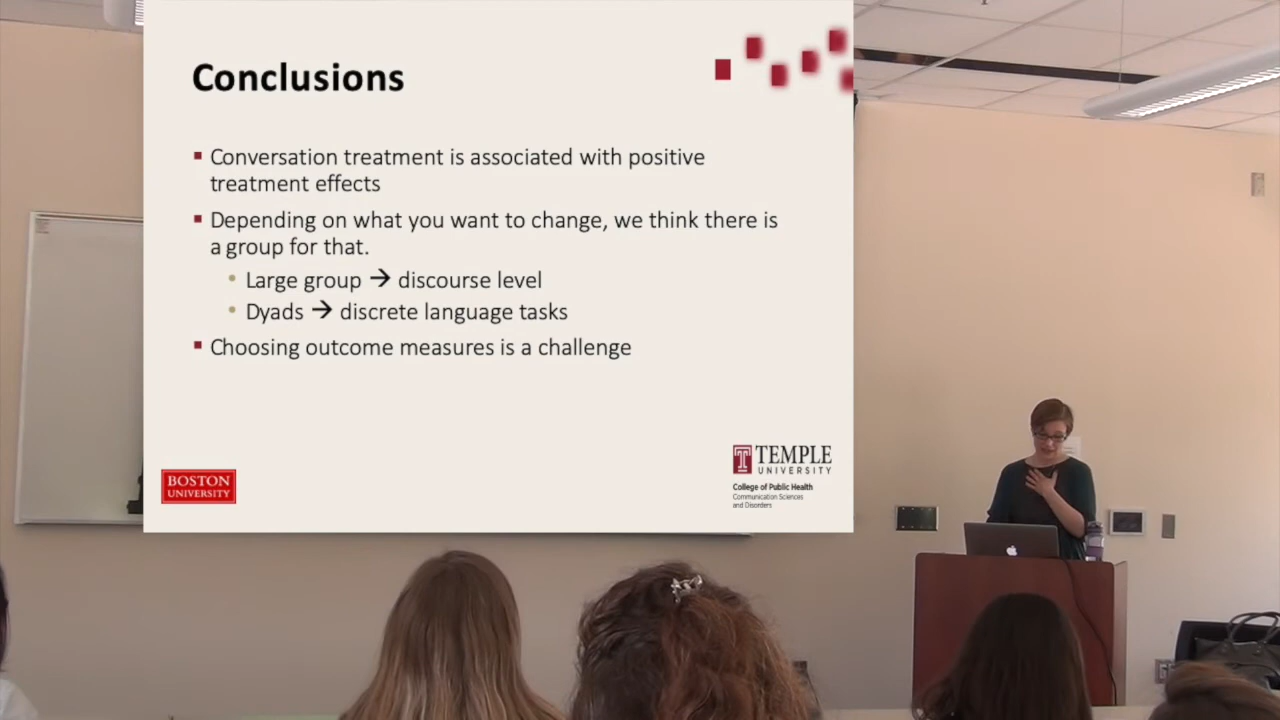 Conclusions
▪ Conversation treatment is associated with positive
treatment effects
▪ Depending on what you want to change, we think there is
a group for that.
• Large group → discourse level
• Dyads → discrete language tasks
▪ Choosing outcome measures is a challenge
BOSTON
UNIVERSITY
TEMPLE
UNIVERSITY
College of Public Health
Communication Sciences
and Disorders